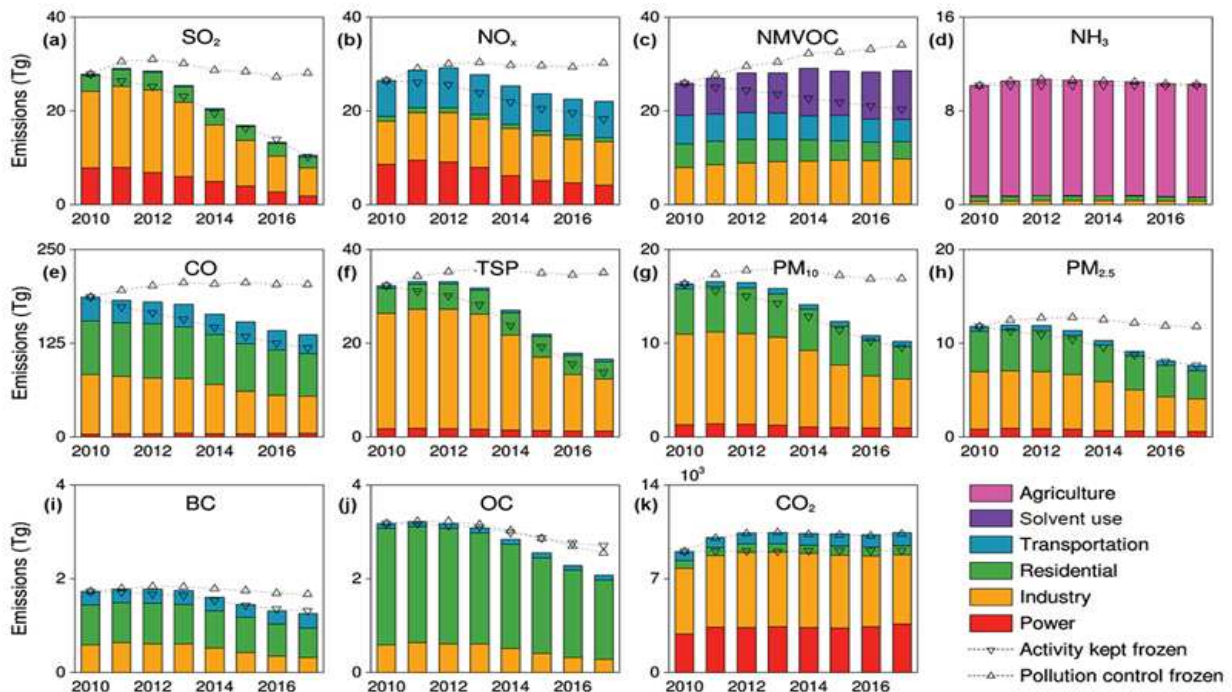 40 40 40 16
(a) SO2 (b) NOx (c) NMVOC (d) NH3
Emissions (Tg)
20 20 20 8
0 0 0 0
2010 2012 2014 2016 2010 2012 2014 2016 2010 2012 2014 2016 2010 2012 2014 2016
250 40 20 20
(e) CO (f) TSP (g) PM10 (h) PM2.5
Emissions (Tg)
125 20 10 10
0 0 0 0
2010 2012 2014 2016 2010 2012 2014 2016 2010 2012 2014 2016 2010 2012 2014 2016
10^3
4 4 14
(i) BC (j) OC (k) CO2
Emissions (Tg)
2 2 7
0 0 0
2010 2012 2014 2016 2010 2012 2014 2016 2010 2012 2014 2016
Agriculture
Solvent use
Transportation
Residential
Industry
Power
Activity kept frozen
Pollution control frozen